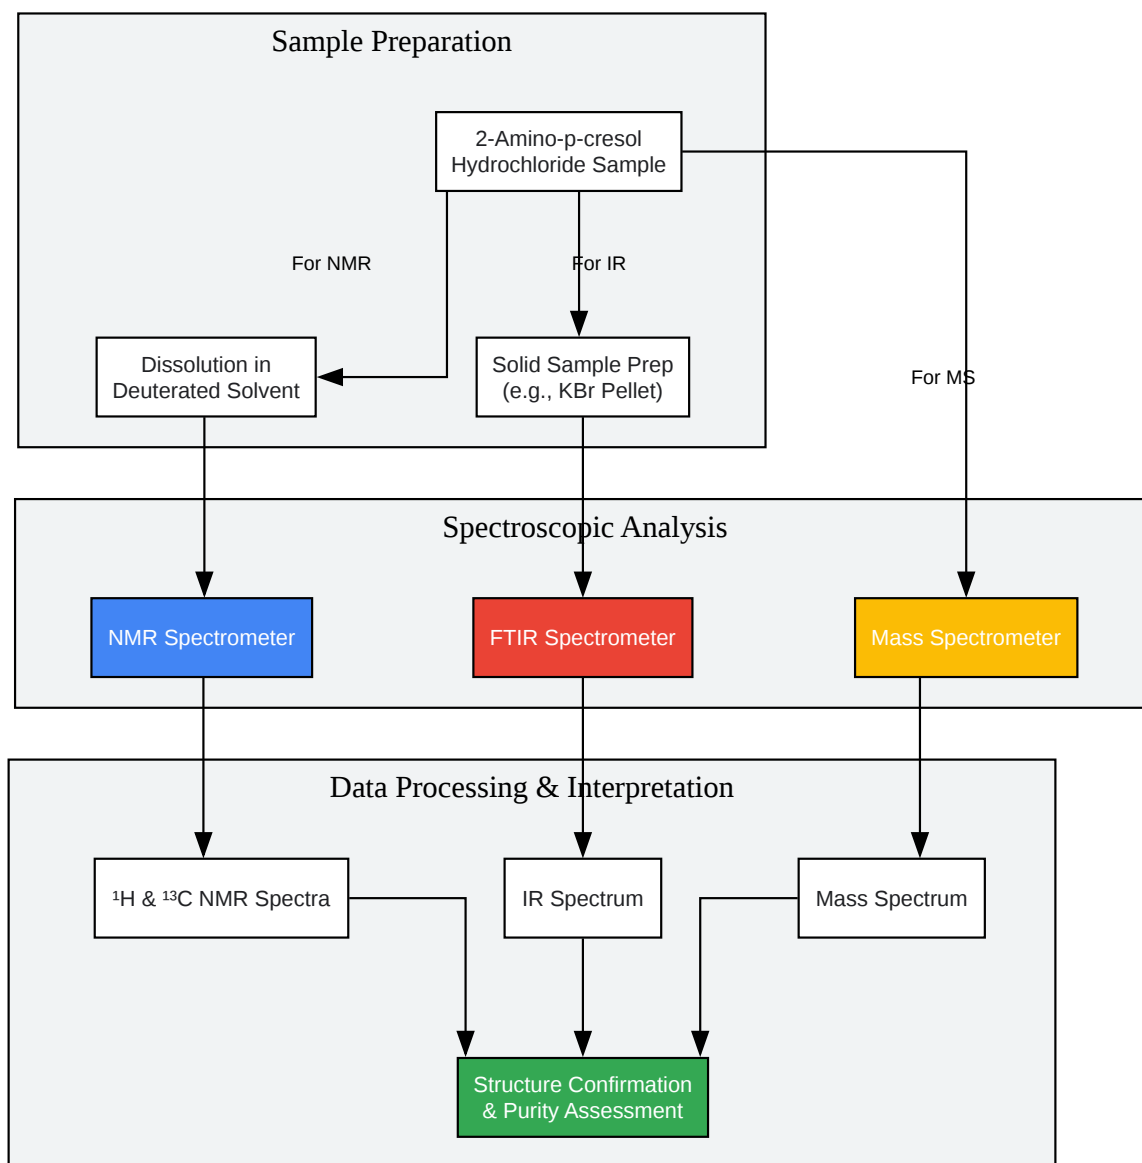 Sample Preparation
2-Amino-p-cresol
Hydrochloride Sample
For NMR
For IR
Dissolution in
Deuterated Solvent
Solid Sample Prep
(e.g., KBr Pellet)
For MS
Spectroscopic Analysis
NMR Spectrometer
FTIR Spectrometer
Mass Spectrometer
Data Processing & Interpretation
¹H & ¹³C NMR Spectra
IR Spectrum
Mass Spectrum
Structure Confirmation
& Purity Assessment